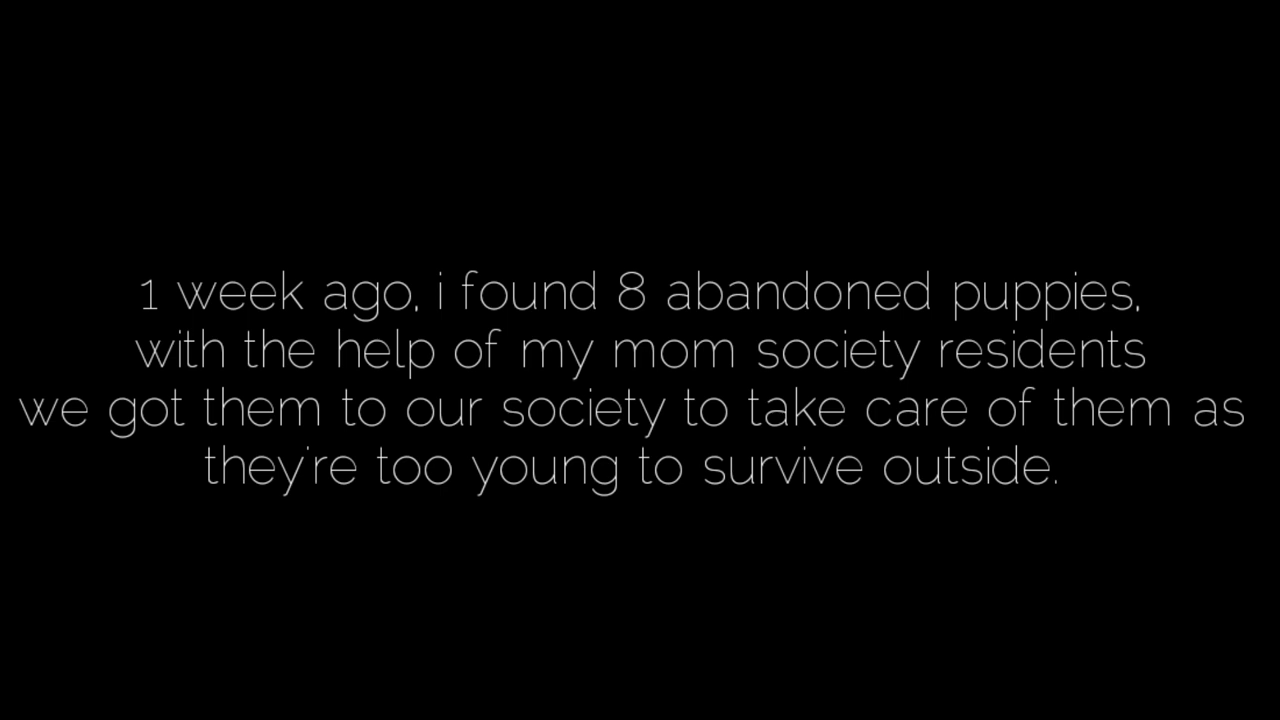 1 week ago, i found 8 abandoned puppies,
with the help of my mom society residents
we got them to our society to take care of them as
they're too young to survive outside.